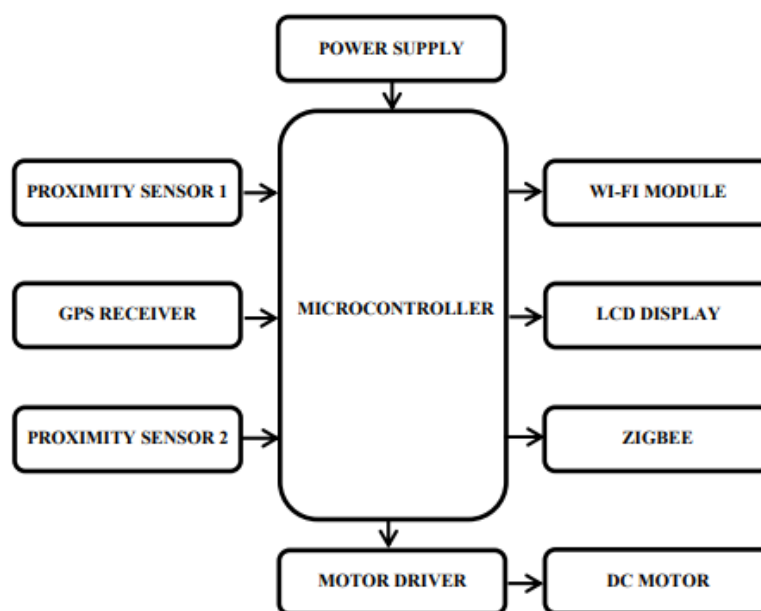 POWER SUPPLY
PROXIMITY SENSOR 1
WI-FI MODULE
GPS RECEIVER
MICROCONTROLLER
LCD DISPLAY
PROXIMITY SENSOR 2
ZIGBEE
MOTOR DRIVER
DC MOTOR